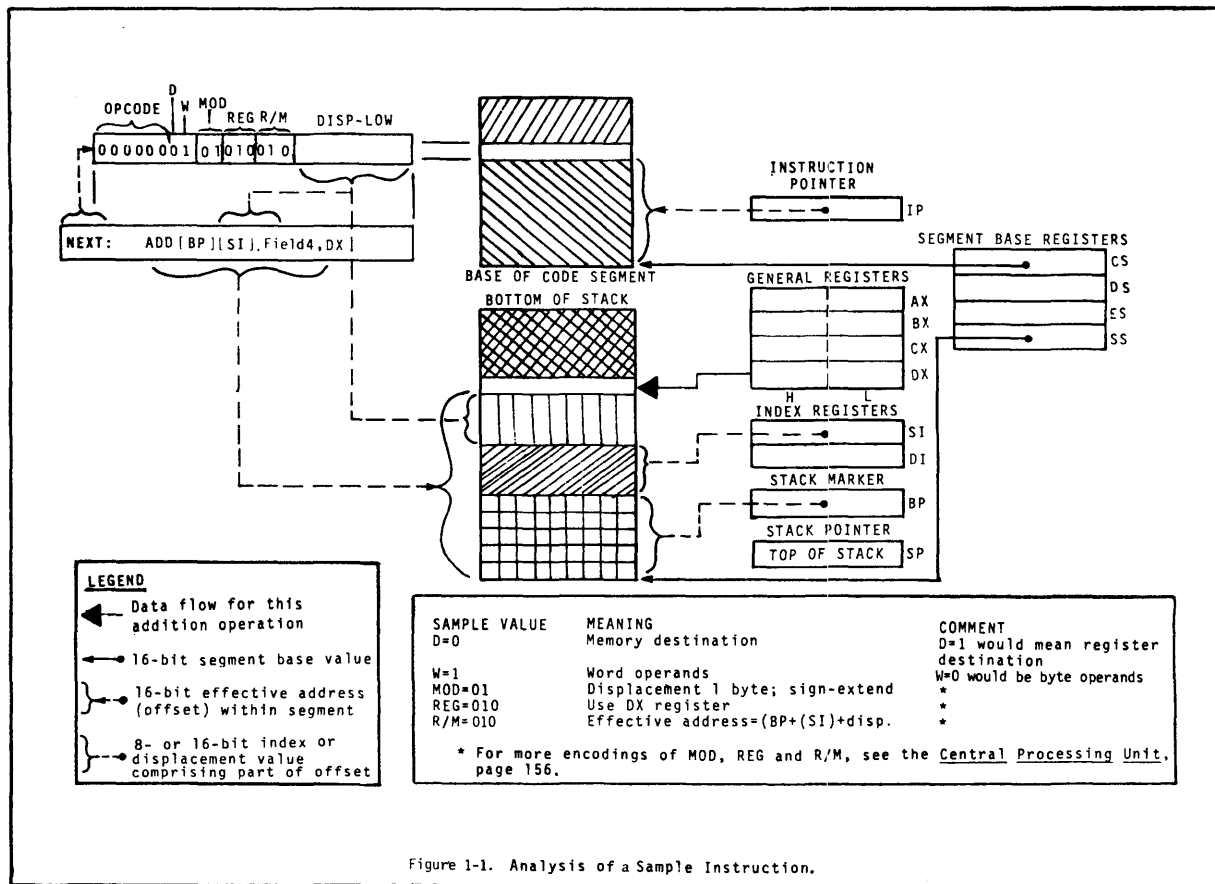 D
W
OPCODE
MOD
REG R/M
DISP-LOW
00000001 01 010 010
NEXT: ADD [BP][SI].Field4,DX
BASE OF CODE SEGMENT
BOTTOM OF STACK
INSTRUCTION
POINTER
IP
SEGMENT BASE REGISTERS
CS
DS
ES
SS
GENERAL REGISTERS
AX
BX
CX
DX
H L
INDEX REGISTERS
SI
DI
STACK MARKER
BP
STACK POINTER
TOP OF STACK SP
LEGEND
Data flow for this
addition operation
16-bit segment base value
16-bit effective address
(offset) within segment
8- or 16-bit index or
displacement value
comprising part of offset
SAMPLE VALUE MEANING COMMENT
D=0 Memory destination D=1 would mean register
destination
W=1 Word operands W=0 would be byte operands
MOD=01 Displacement 1 byte; sign-extend *
REG=010 Use DX register *
R/M=010 Effective address=(BP+(SI)+disp. *
* For more encodings of MOD, REG and R/M, see the Central Processing Unit,
page 156.
Figure 1-1. Analysis of a Sample Instruction.